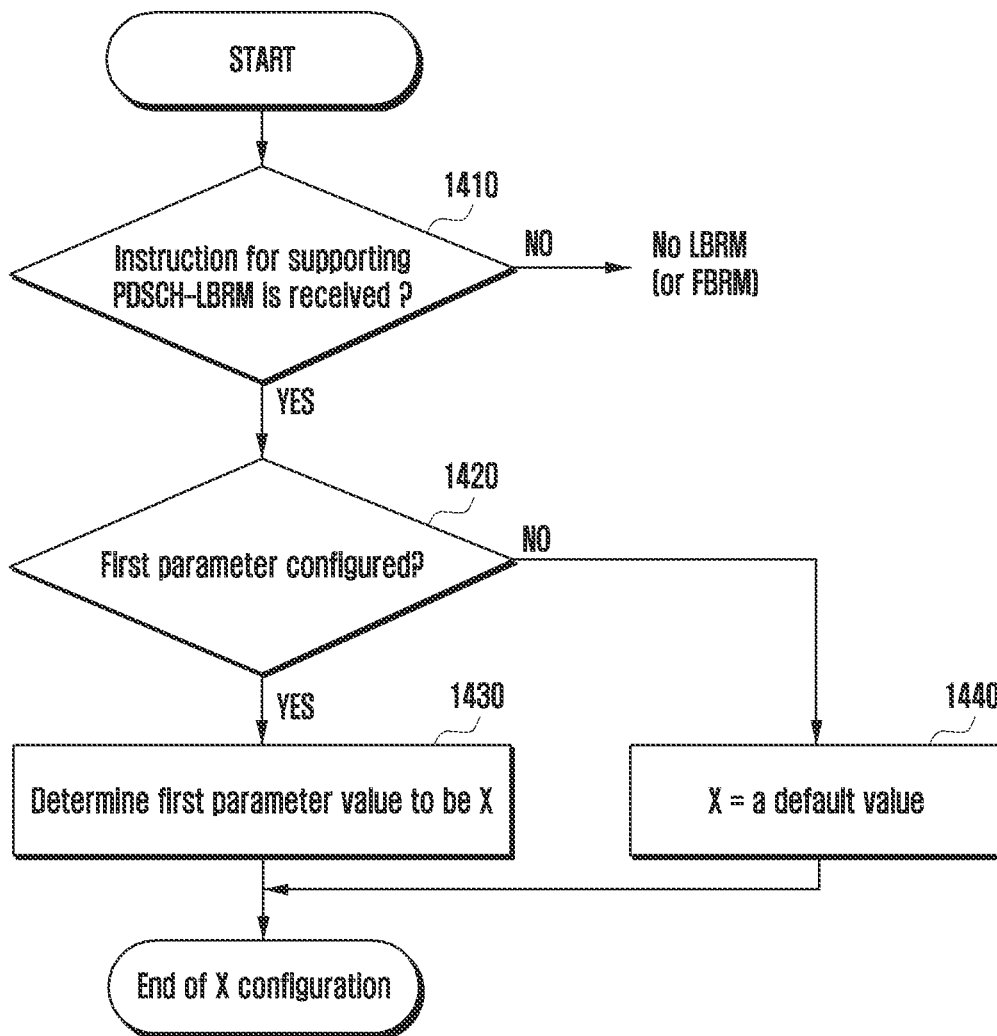 START
1410
Instruction for supporting
PDSCH-LBRM is received ?
NO
No LBRM
(or FBRM)
YES
1420
First parameter configured?
NO
YES
1430
Determine first parameter value to be X
1440
X = a default value
End of X configuration